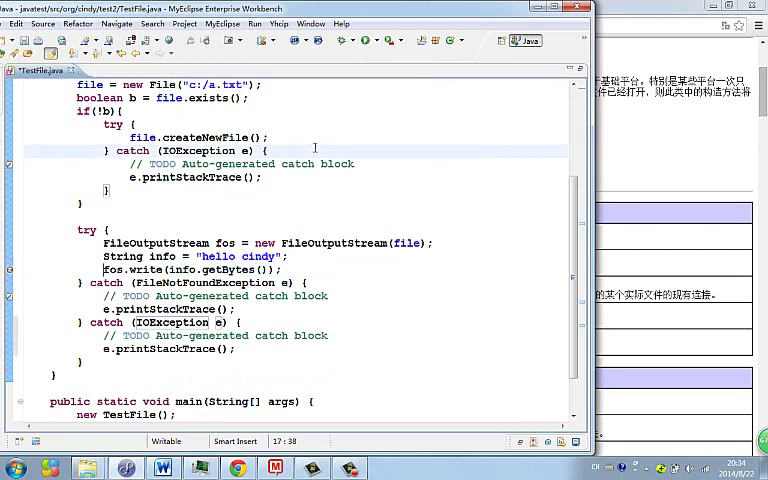 Java - javatest/src/org/cindy/test2/TestFile.java - MyEclipse Enterprise Workbench
Edit Source Refactor Navigate Search Project MyEclipse Run Yhcip Window Help
Java
*TestFile.java
file = new File("c:/a.txt");
boolean b = file.exists();
if(!b){
try {
file.createNewFile();
} catch (IOException e) {
// TODO Auto-generated catch block
e.printStackTrace();
}
}
try {
FileOutputStream fos = new FileOutputStream(file);
String info = "hello cindy";
fos.write(info.getBytes());
} catch (FileNotFoundException e) {
// TODO Auto-generated catch block
e.printStackTrace();
} catch (IOException e) {
// TODO Auto-generated catch block
e.printStackTrace();
}
}
public static void main(String[] args) {
new TestFile();
Writable Smart Insert 17 : 38
于基础平台。特别是某些平台一次只
件已经打开，则此类中的构造方法将
的某个实际文件的现有连接。
CH
20:34
2014/8/22